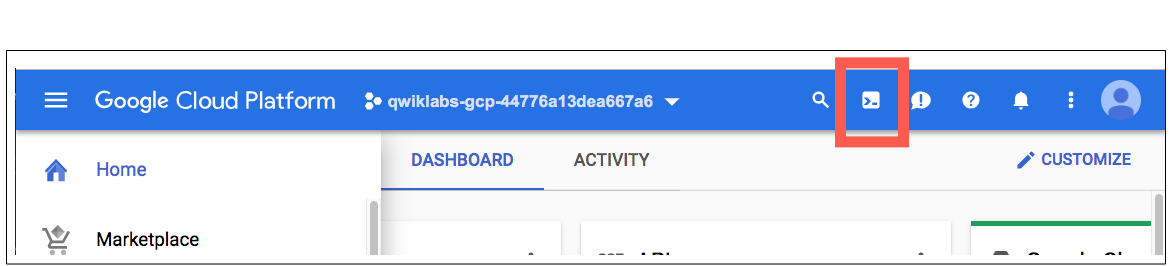 Google Cloud Platform qwiklabs-gcp-44776a13dea667a6
Home
DASHBOARD ACTIVITY CUSTOMIZE
Marketplace